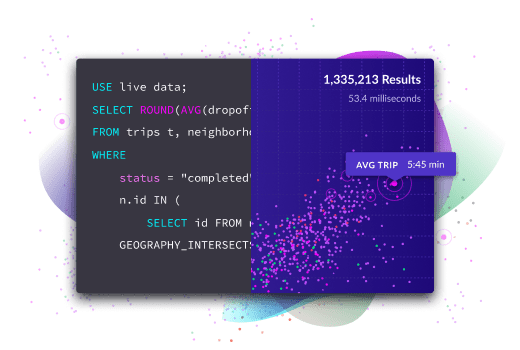 USE live data;
SELECT ROUND(AVG(dropoff
FROM trips t, neighborho
WHERE
status = "completed"
n.id IN (
SELECT id FROM
GEOGRAPHY_INTERSECTS
1,335,213 Results
53.4 milliseconds
AVG TRIP 5:45 min